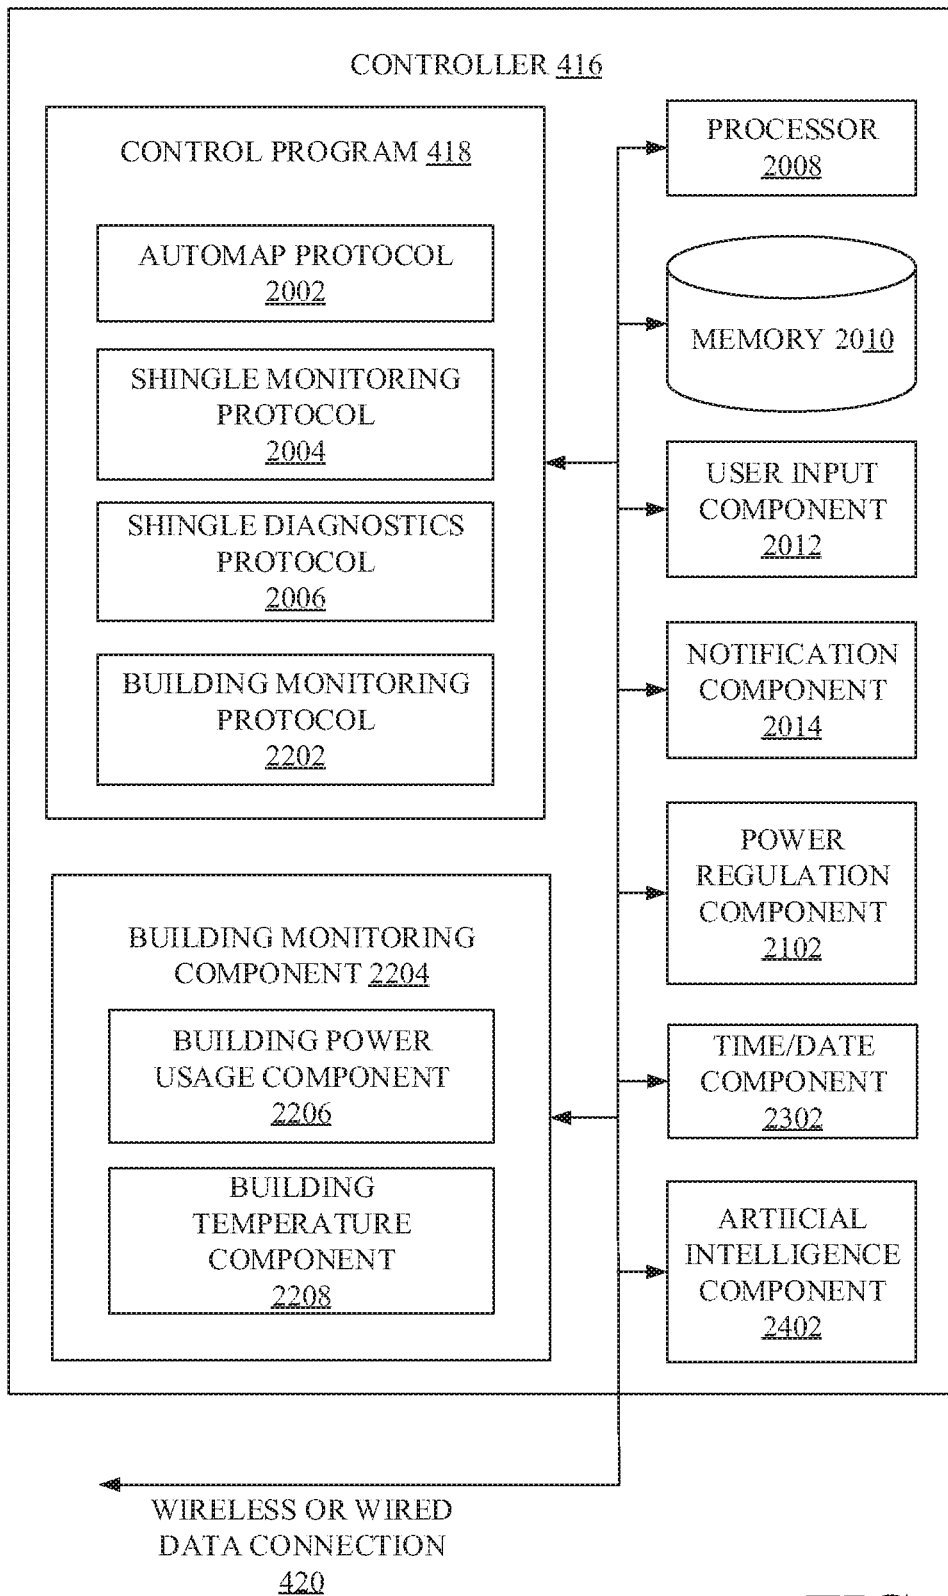 CONTROLLER 416
CONTROL PROGRAM 418
AUTOMAP PROTOCOL
2002
SHINGLE MONITORING
PROTOCOL
2004
SHINGLE DIAGNOSTICS
PROTOCOL
2006
BUILDING MONITORING
PROTOCOL
2202
BUILDING MONITORING
COMPONENT 2204
BUILDING POWER
USAGE COMPONENT
2206
BUILDING
TEMPERATURE
COMPONENT
2208
PROCESSOR
2008
MEMORY 2010
USER INPUT
COMPONENT
2012
NOTIFICATION
COMPONENT
2014
POWER
REGULATION
COMPONENT
2102
TIME/DATE
COMPONENT
2302
ARTIICIAL
INTELLIGENCE
COMPONENT
2402
WIRELESS OR WIRED
DATA CONNECTION
420